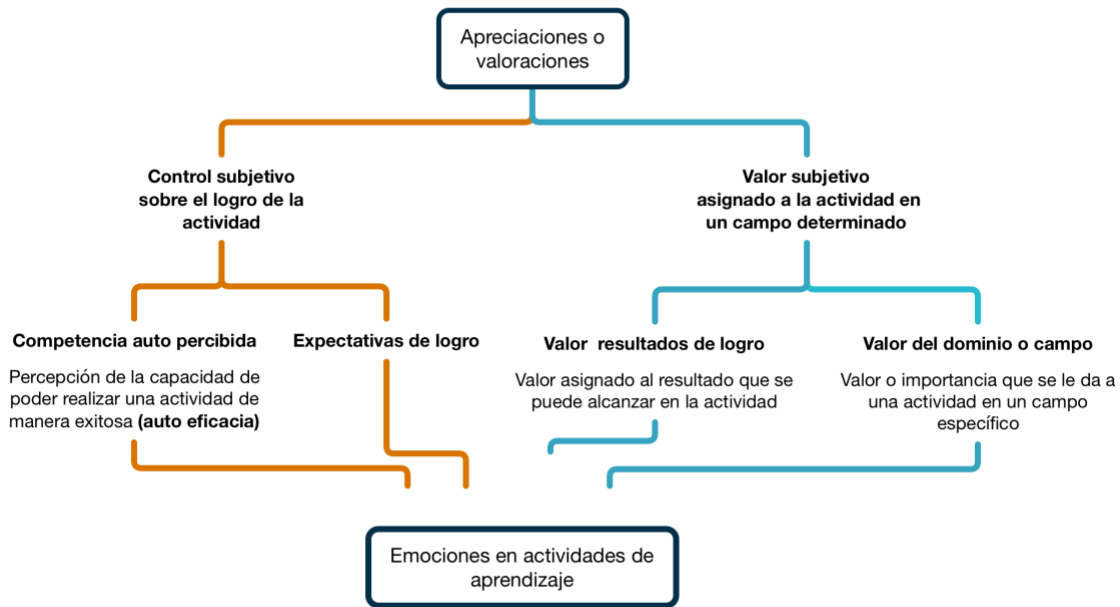 Apreciaciones o
valoraciones
Control subjetivo
sobre el logro de la
actividad
Valor subjetivo
asignado a la actividad en
un campo determinado
Competencia auto percibida
Percepción de la capacidad de
poder realizar una actividad de
manera exitosa (auto eficacia)
Expectativas de logro
Valor resultados de logro
Valor asignado al resultado que se
puede alcanzar en la actividad
Valor del dominio o campo
Valor o importancia que se le da a
una actividad en un campo
específico
Emociones en actividades de
aprendizaje